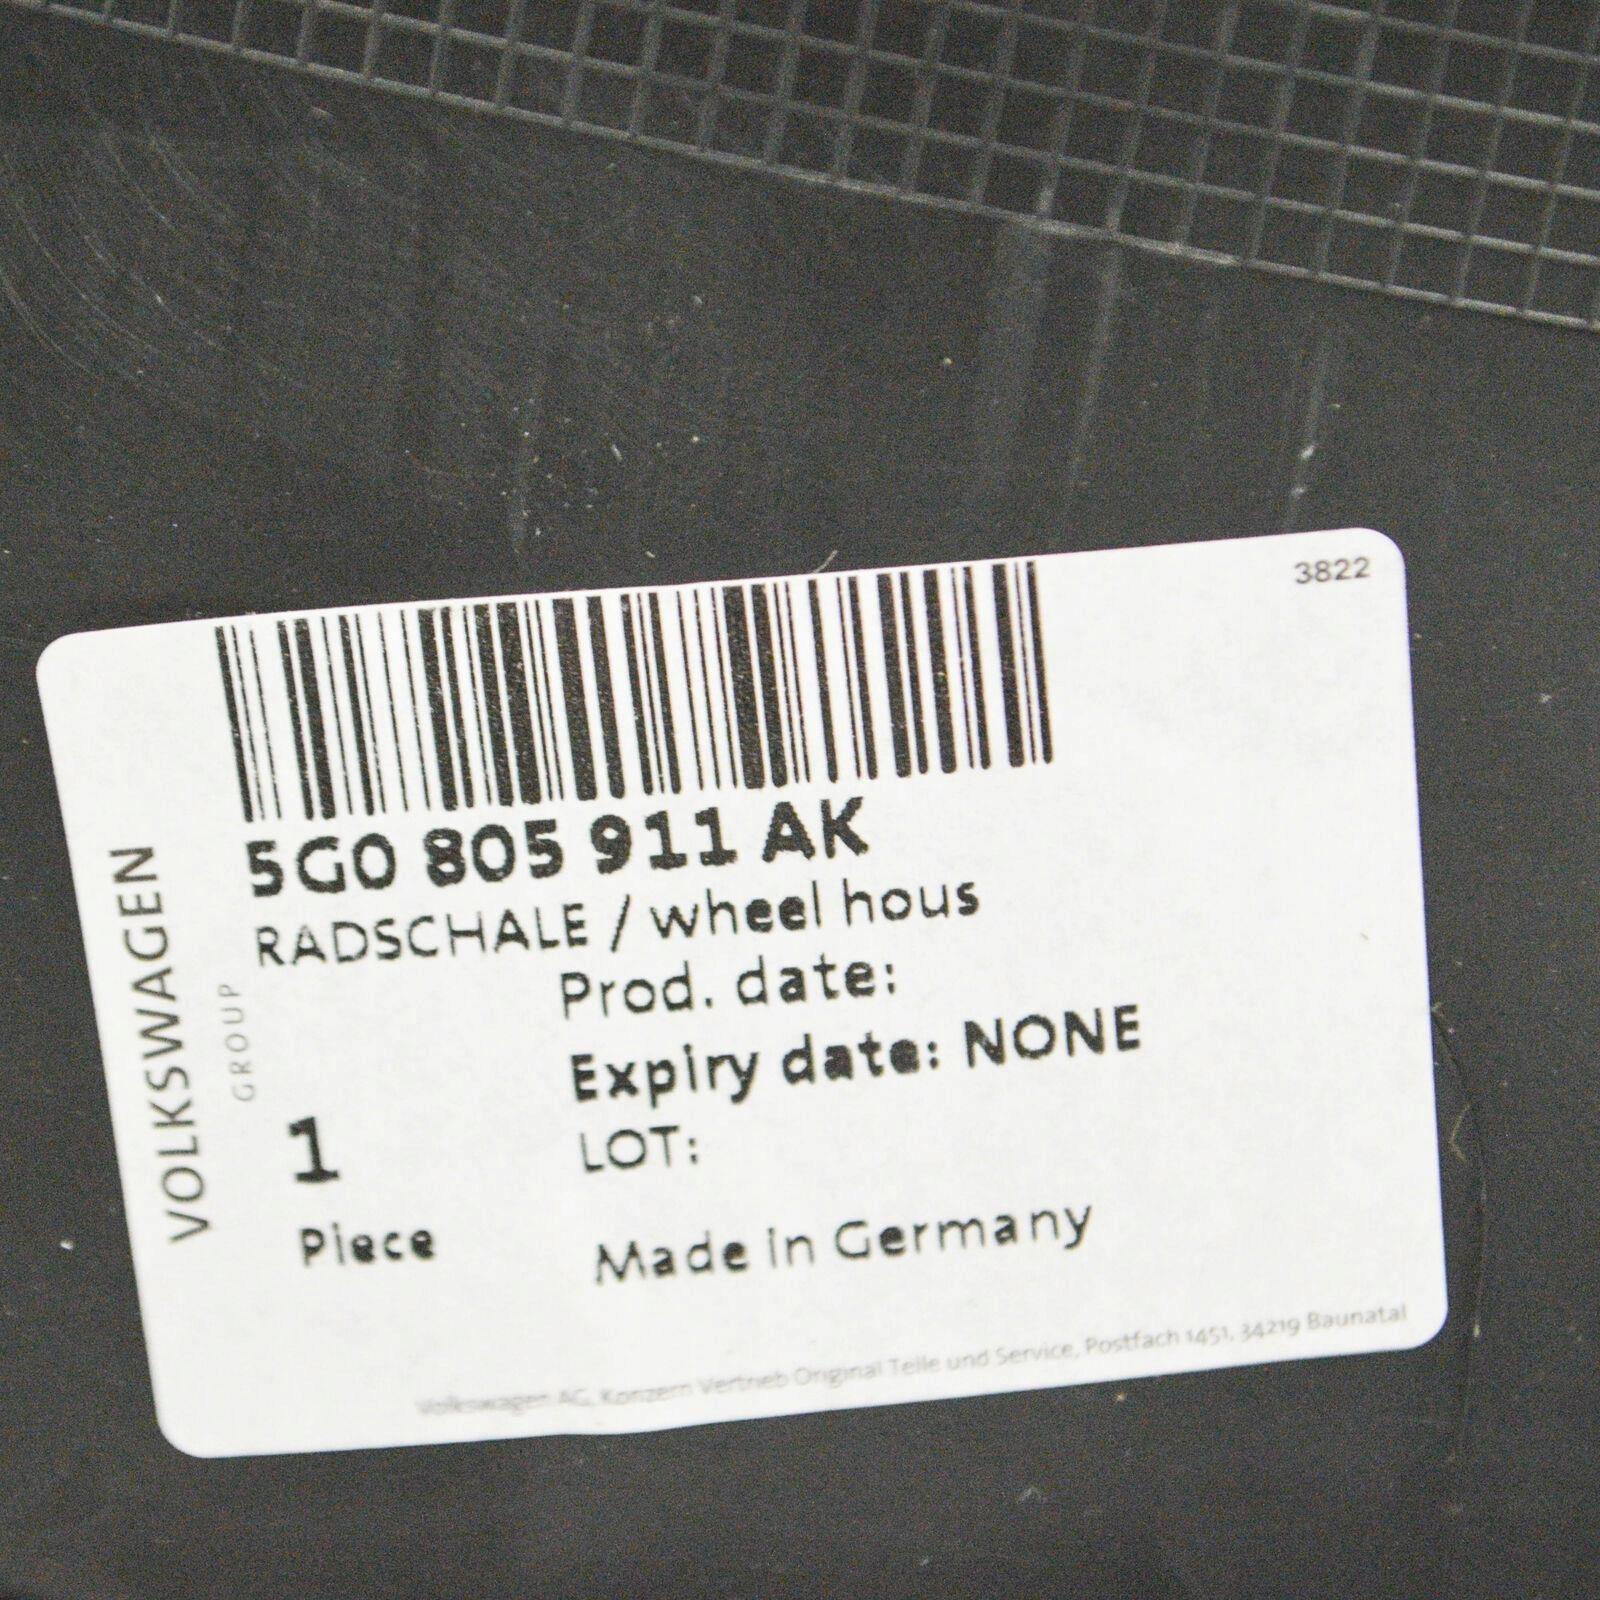 3822
5G0 805 911 AK
RADSCHALE / wheel hous
Prod. date:
Expiry date: NONE
LOT:
1
Piece
Made in Germany
VOLKSWAGEN
GROUP
Volkswagen AG, Konzern Vertrieb Original Teile und Service, Postfach 1451, 34219 Baunatal